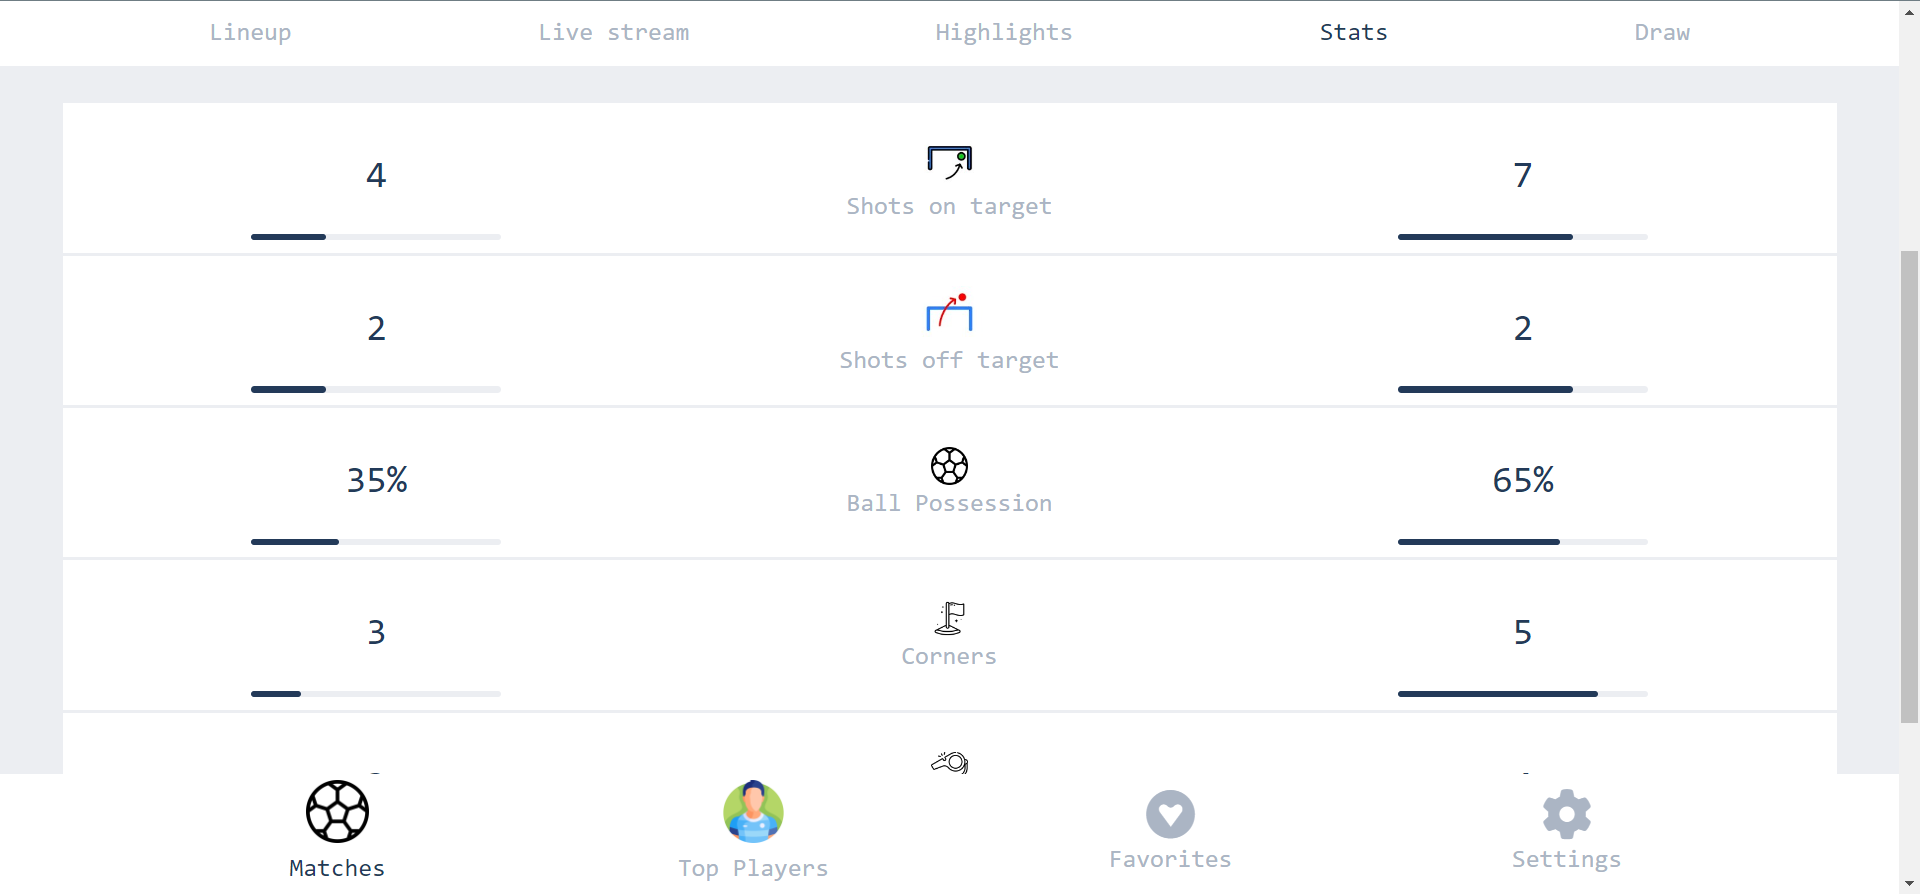 Lineup Live stream Highlights Stats Draw
4 7
Shots on target
2 2
Shots off target
35% 65%
Ball Possession
3 5
Corners
Matches Top Players Favorites Settings